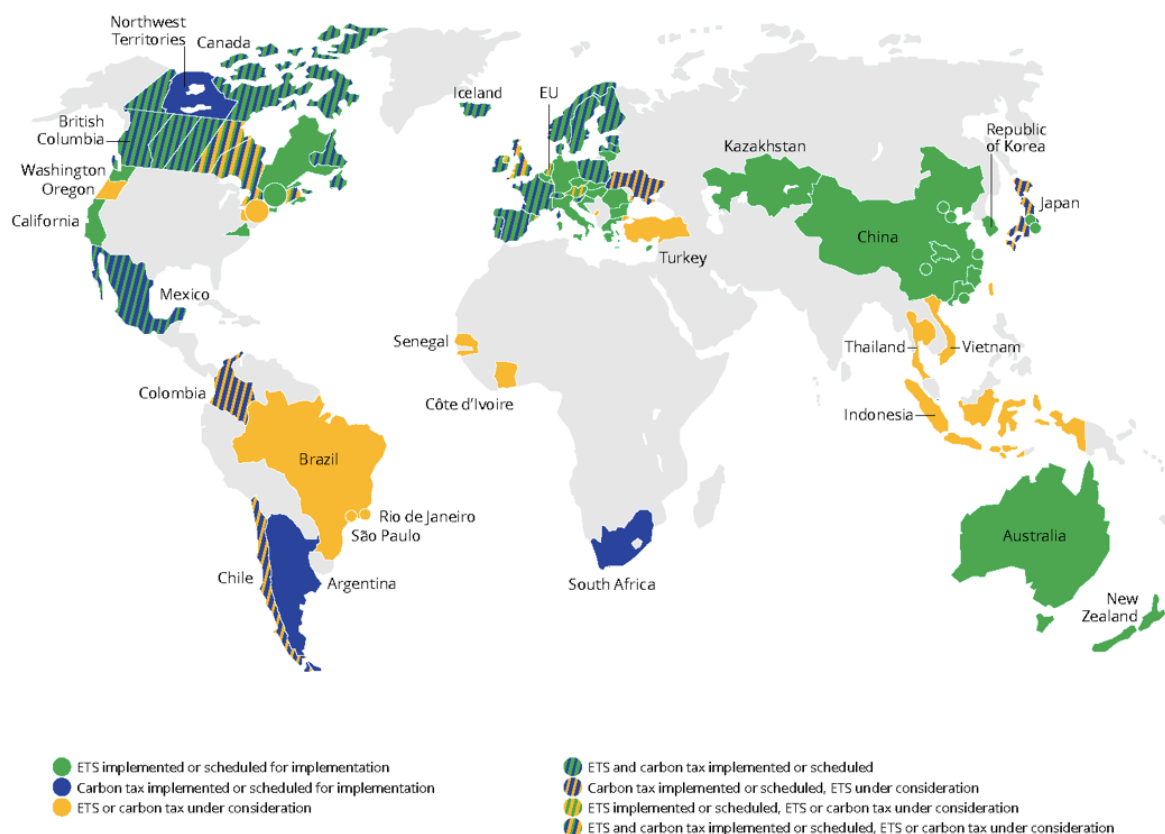 Northwest
Territories
Canada
British
Columbia
Washington
Oregon
California
Mexico
Iceland
EU
Kazakhstan
Republic
of Korea
Japan
China
Turkey
Senegal
Côte d'Ivoire
Thailand
Vietnam
Indonesia
Colombia
Brazil
Rio de Janeiro
São Paulo
Chile
Argentina
South Africa
Australia
New
Zealand
ETS implemented or scheduled for implementation
Carbon tax implemented or scheduled for implementation
ETS or carbon tax under consideration
ETS and carbon tax implemented or scheduled
Carbon tax implemented or scheduled, ETS under consideration
ETS implemented or scheduled, ETS or carbon tax under consideration
ETS and carbon tax implemented or scheduled, ETS or carbon tax under consideration